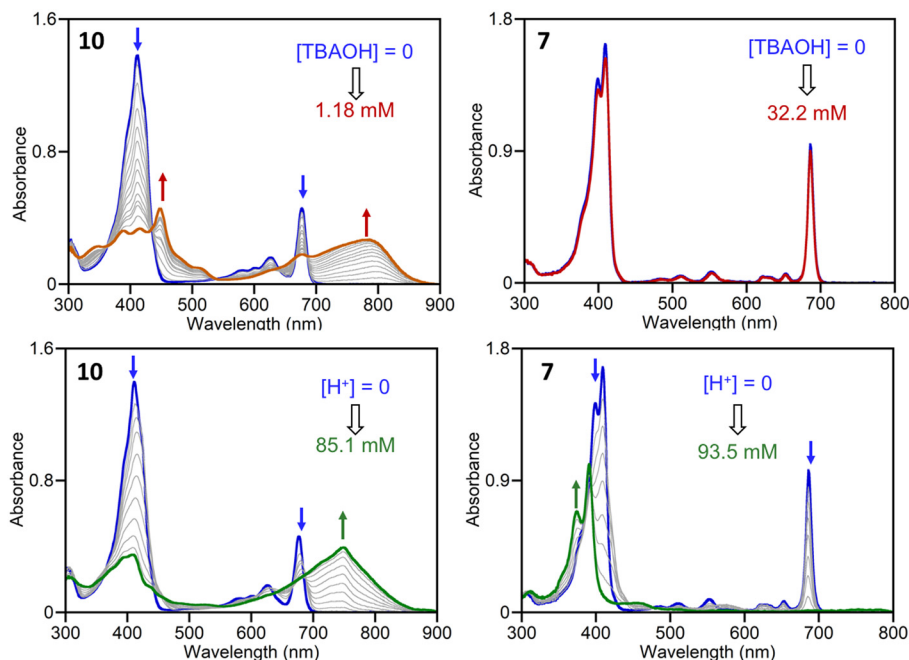 10
[TBAOH] = 0
1.18 mM
1.6
0.8
0
Absorbance
300 400 500 600 700 800 900
Wavelength (nm)
7
[TBAOH] = 0
32.2 mM
1.8
0.9
0
Absorbance
300 400 500 600 700 800
Wavelength (nm)
10
[H⁺] = 0
85.1 mM
1.6
0.8
0
Absorbance
300 400 500 600 700 800 900
Wavelength (nm)
7
[H⁺] = 0
93.5 mM
1.8
0.9
0
Absorbance
300 400 500 600 700 800
Wavelength (nm)